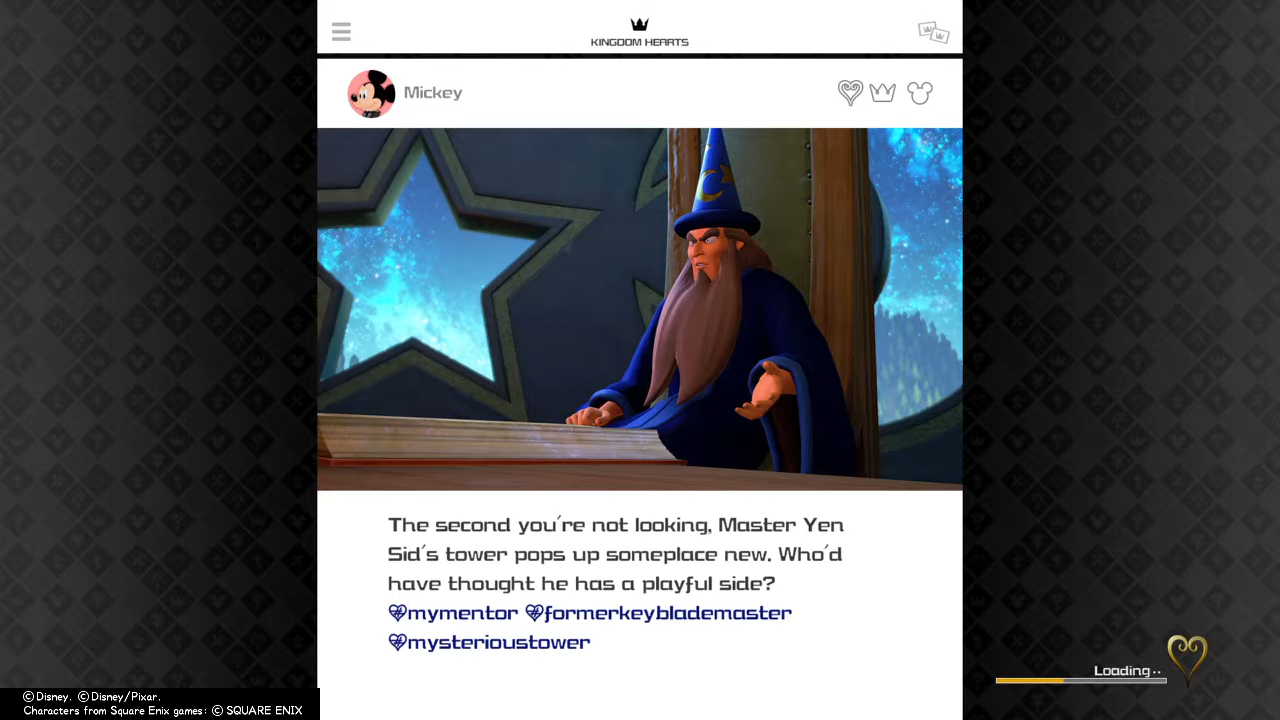 KINGDOM HEARTS
Mickey
The second you're not looking, Master Yen
Sid's tower pops up someplace new. Who'd
have thought he has a playful side?
#mymentor #formerkeyblademaster
#mysterioustower
Loading..
©Disney. ©Disney/Pixar.
Characters from Square Enix games: © SQUARE ENIX